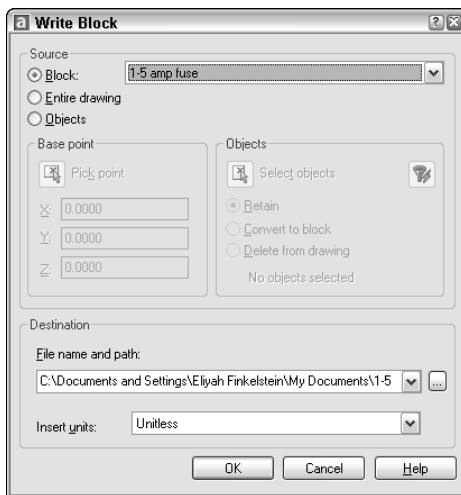 a Write Block ? X
Source
Block: 1-5 amp fuse
Entire drawing
Objects
Base point
Pick point
X: 0.0000
Y: 0.0000
Z: 0.0000
Objects
Select objects
Retain
Convert to block
Delete from drawing
No objects selected
Destination
File name and path:
C:\Documents and Settings\Eliyah Finkelstein\My Documents\1-5 ...
Insert units: Unitless
OK Cancel Help